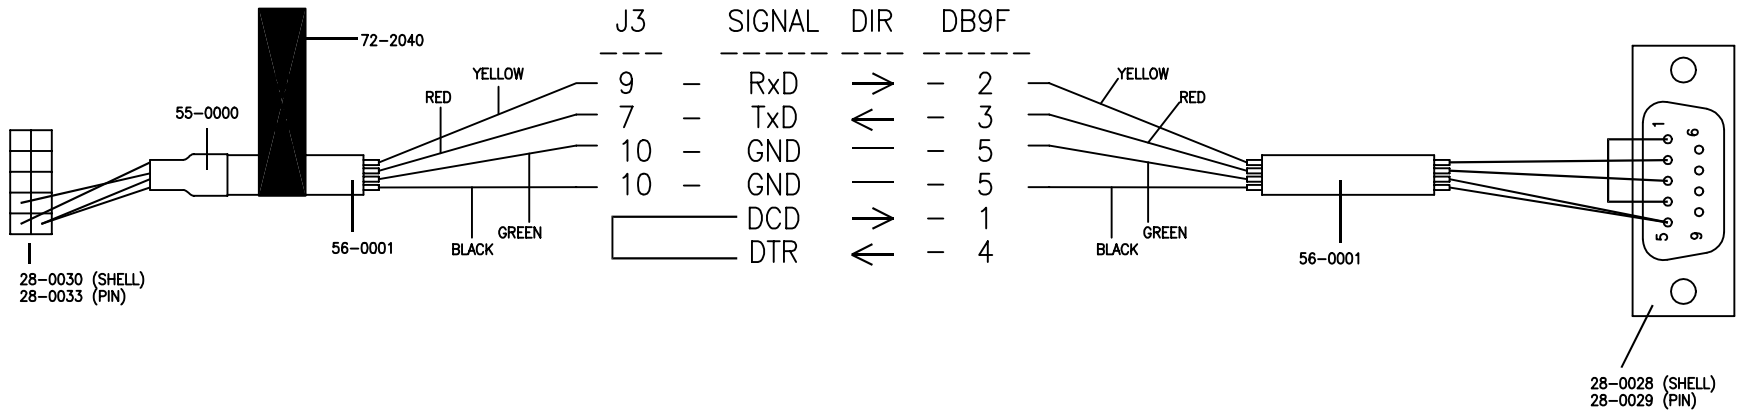 J3 SIGNAL DIR DB9F
72-2040
YELLOW
RED
55-0000
9 - RxD - 2
7 - TxD - 3
10 - GND - 5
10 - GND - 5
DCD - 1
DTR - 4
YELLOW
RED
1
6
5
9
GREEN
BLACK
56-0001
28-0030 (SHELL)
28-0033 (PIN)
GREEN
BLACK
56-0001
28-0028 (SHELL)
28-0029 (PIN)